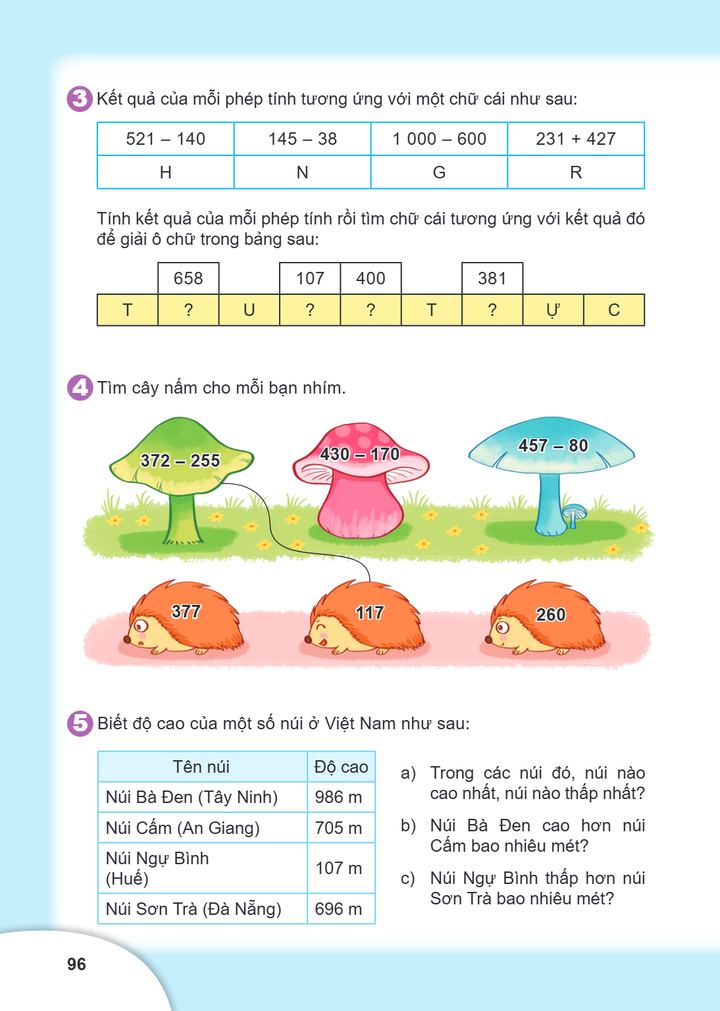 3 Kết quả của mỗi phép tính tương ứng với một chữ cái như sau:
521 – 140 145 – 38 1 000 – 600 231 + 427
H N G R
Tính kết quả của mỗi phép tính rồi tìm chữ cái tương ứng với kết quả đó
để giải ô chữ trong bảng sau:
658 107 400 381
T ? U ? ? T ? Ự C
4 Tìm cây nấm cho mỗi bạn nhím.
372 – 255 430 – 170 457 – 80
377 117 260
5 Biết độ cao của một số núi ở Việt Nam như sau:
Tên núi Độ cao
Núi Bà Đen (Tây Ninh) 986 m
Núi Cấm (An Giang) 705 m
Núi Ngự Bình
(Huế) 107 m
Núi Sơn Trà (Đà Nẵng) 696 m
a) Trong các núi đó, núi nào
cao nhất, núi nào thấp nhất?
b) Núi Bà Đen cao hơn núi
Cấm bao nhiêu mét?
c) Núi Ngự Bình thấp hơn núi
Sơn Trà bao nhiêu mét?
96